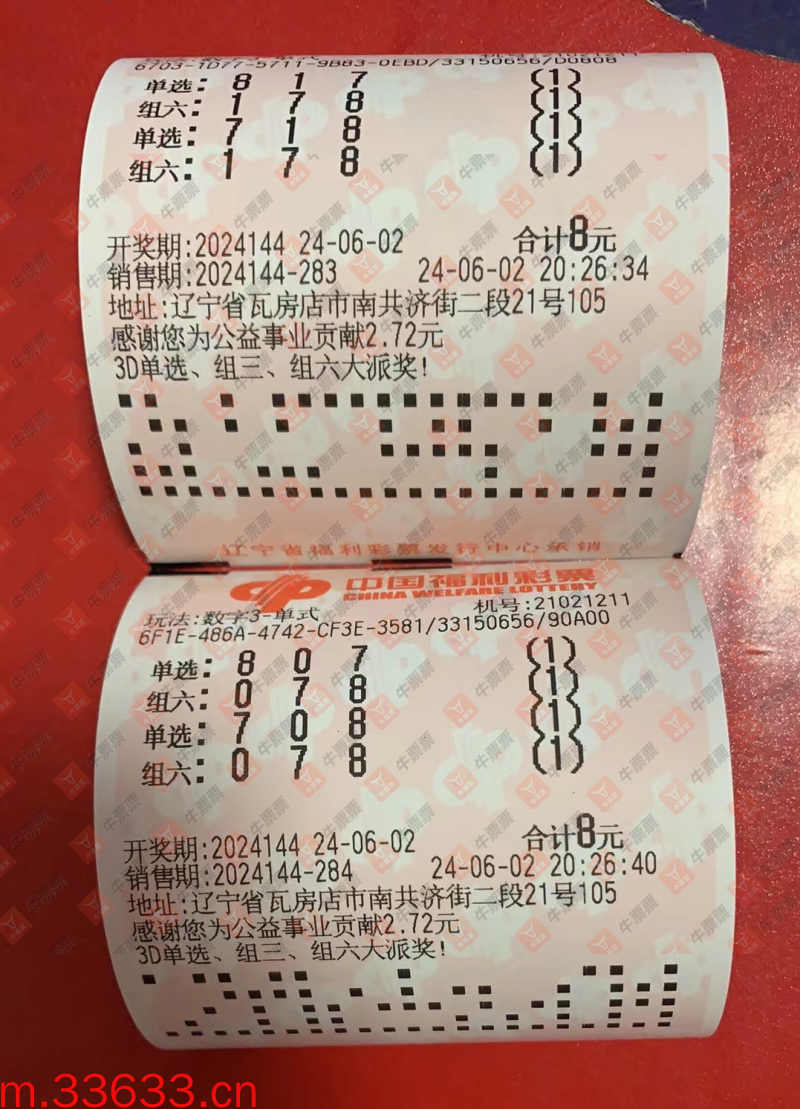 机号:21021211
6703-1D77-5711-9B83-0EBD/33150656/D0808
单选: 8 1 7 (1)
组六: 1 7 8 (1)
单选: 7 1 8 (1)
组六: 1 7 8 (1)
开奖期:2024144 24-06-02 合计8元
销售期:2024144-283 24-06-02 20:26:34
地址:辽宁省瓦房店市南共济街二段21号105
感谢您为公益事业贡献2.72元
3D单选、组三、组六大派奖!
辽宁省福利彩票发行中心承销
中国福利彩票
CHINA WELFARE LOTTERY
玩法:数字3-单式 机号:21021211
6F1E-486A-4742-CF3E-3581/33150656/90A00
单选: 8 0 7 (1)
组六: 0 7 8 (1)
单选: 7 0 8 (1)
组六: 0 7 8 (1)
开奖期:2024144 24-06-02 合计8元
销售期:2024144-284 24-06-02 20:26:40
地址:辽宁省瓦房店市南共济街二段21号105
感谢您为公益事业贡献2.72元
3D单选、组三、组六大派奖!
m.33633.cn